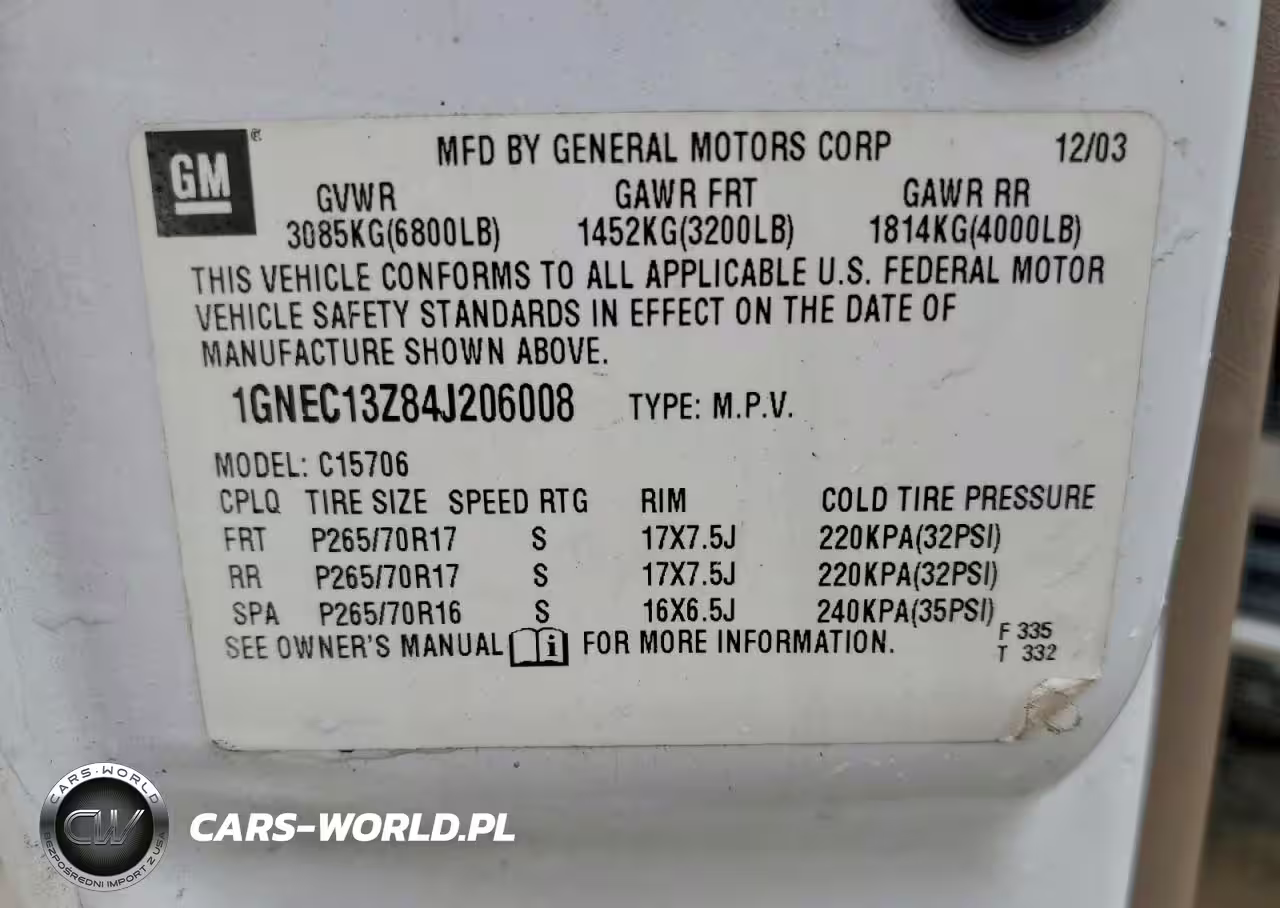 GM
MFD BY GENERAL MOTORS CORP 12/03
GVWR GAWR FRT GAWR RR
3085KG(6800LB) 1452KG(3200LB) 1814KG(4000LB)
THIS VEHICLE CONFORMS TO ALL APPLICABLE U.S. FEDERAL MOTOR
VEHICLE SAFETY STANDARDS IN EFFECT ON THE DATE OF
MANUFACTURE SHOWN ABOVE.
1GNEC13Z84J206008 TYPE: M.P.V.
MODEL: C15706
CPLQ TIRE SIZE SPEED RTG RIM COLD TIRE PRESSURE
FRT P265/70R17 S 17X7.5J 220KPA(32PSI)
RR P265/70R17 S 17X7.5J 220KPA(32PSI)
SPA P265/70R16 S 16X6.5J 240KPA(35PSI)
SEE OWNER'S MANUAL i FOR MORE INFORMATION.
F 335
T 332
CARS-WORLD
CW
BEZPOŚREDNI IMPORT Z USA
CARS-WORLD.PL